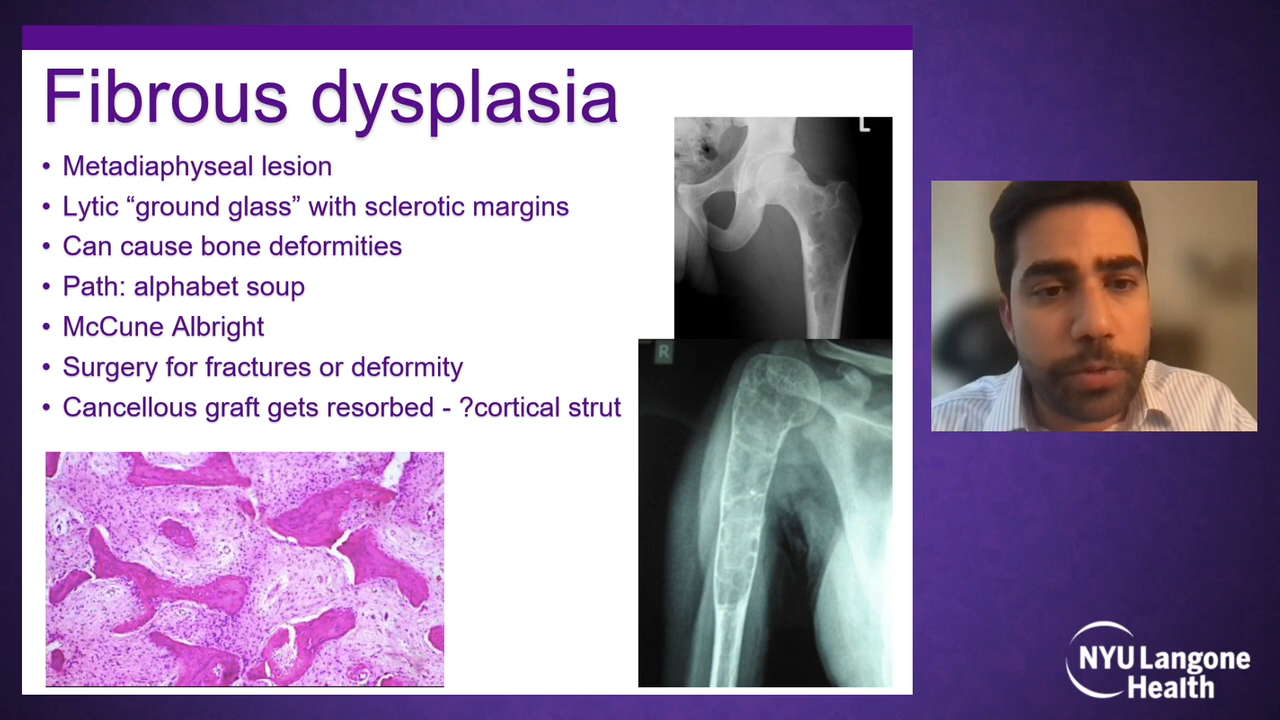 Fibrous dysplasia
• Metadiaphyseal lesion
• Lytic “ground glass” with sclerotic margins
• Can cause bone deformities
• Path: alphabet soup
• McCune Albright
• Surgery for fractures or deformity
• Cancellous graft gets resorbed - ?cortical strut
L
R
NYU Langone
Health